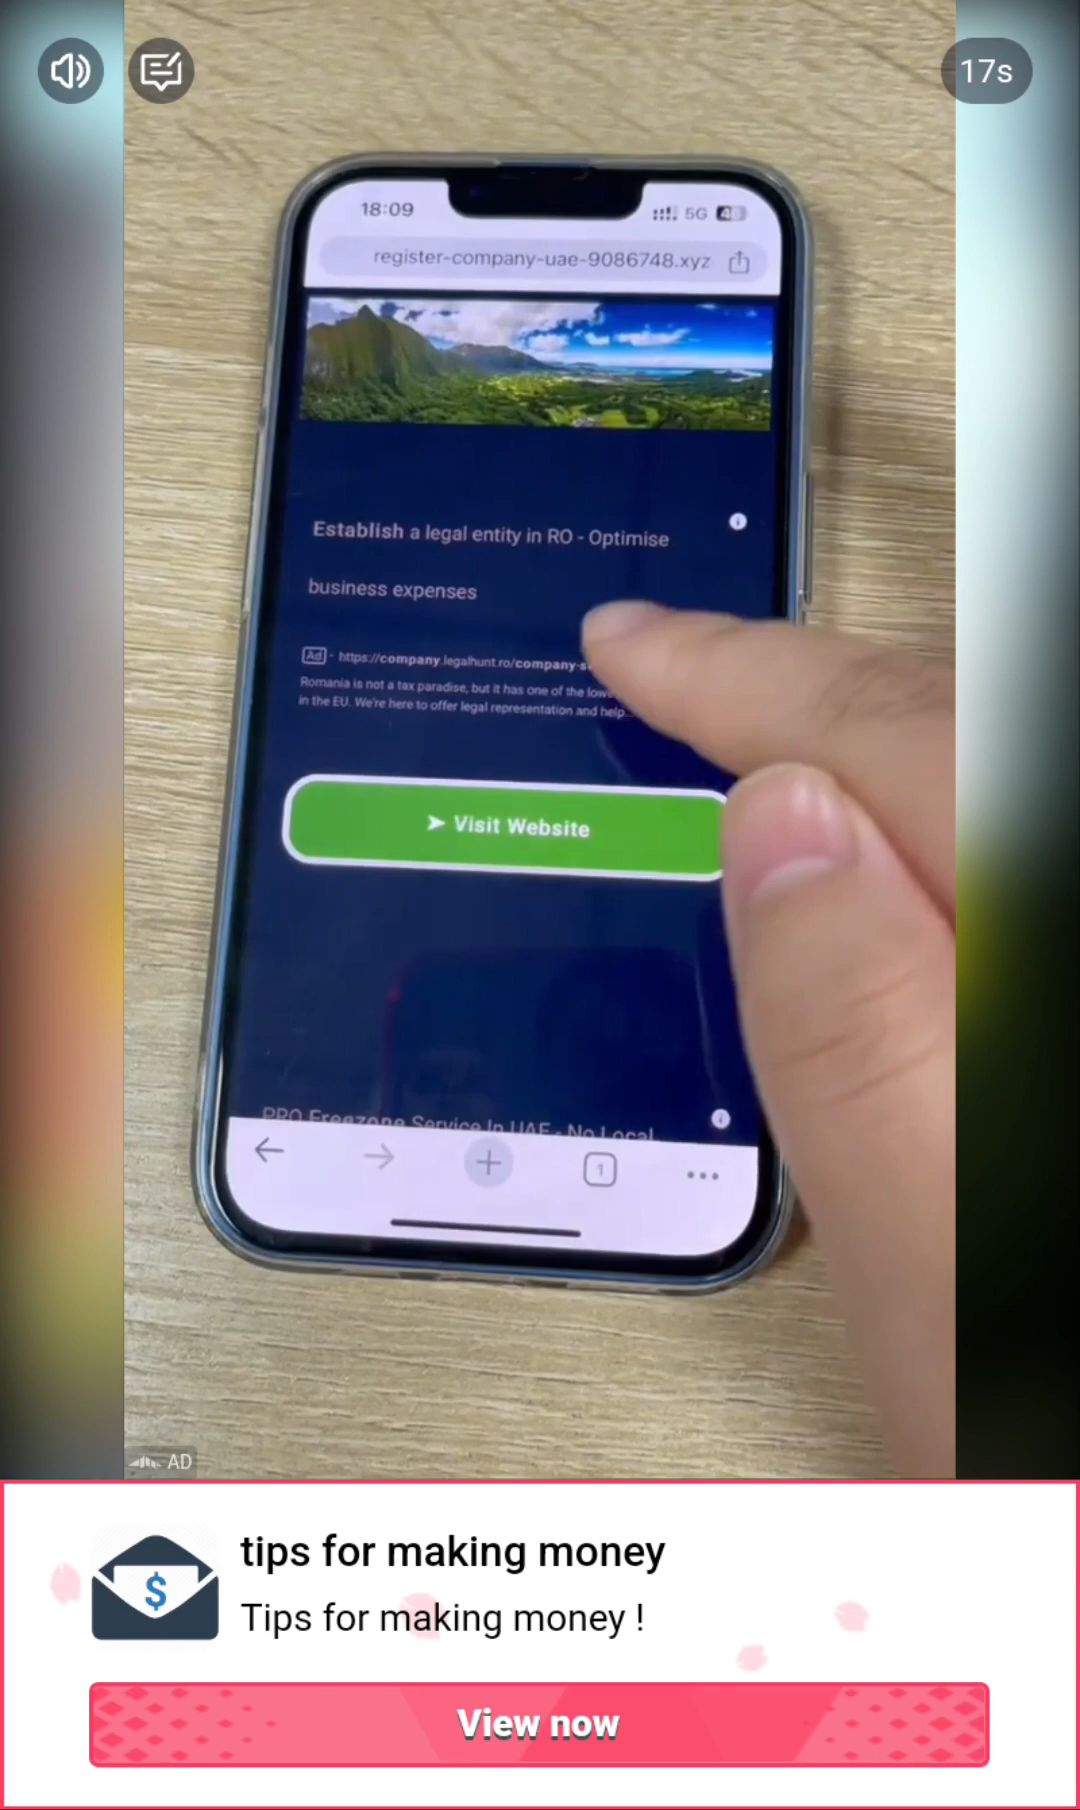 17s
18:09
5G
register-company-uae-9086748.xyz
Establish a legal entity in RO - Optimise
business expenses
Ad · https://company.legalhunt.ro/company-s
Romania is not a tax paradise, but it has one of the
in the EU. We're here to offer legal representation and help...
➤ Visit Website
PRO Freezone Service In UAE - No Local
1
AD
tips for making money
$
Tips for making money !
View now